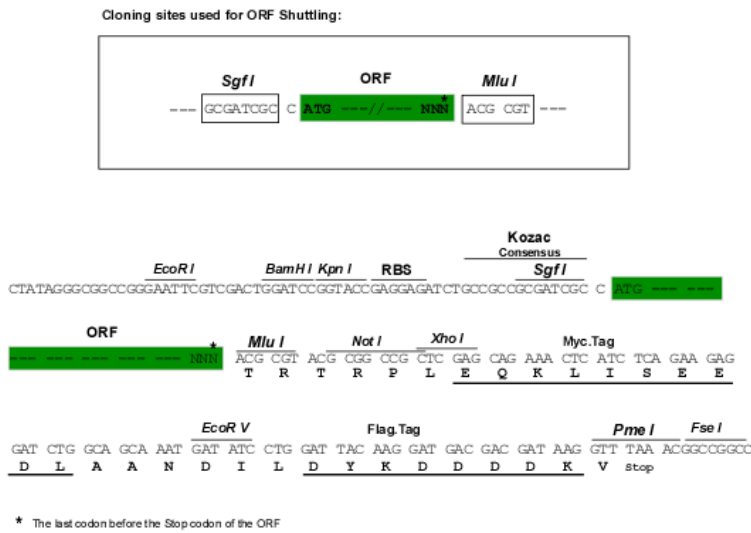 Cloning sites used for ORF Shuttling:
Sgf I ORF Mlu I
*
--- GCGATCGC C ATG ---//--- NNN ACG CGT ---
Kozac
Consensus
EcoR I BamH I Kpn I RBS Sgf I
CTATAGGGCGGCCGGGAATTCGTCGACTGGATCCGGTACCGAGGAGATCTGCCGCCGCGATCGC C ATG --- ---
ORF * Mlu I Not I Xho I Myc.Tag
--- --- --- --- --- NNN ACG CGT ACG CGG CCG CTC GAG CAG AAA CTC ATC TCA GAA GAG
T R T R P L E Q K L I S E E
EcoR V Flag.Tag Pme I Fse I
GAT CTG GCA GCA AAT GAT ATC CTG GAT TAC AAG GAT GAC GAC GAT AAG GTT TAA ACGGCCGGCC
D L A A N D I L D Y K D D D D K V Stop
* The last codon before the Stop codon of the ORF